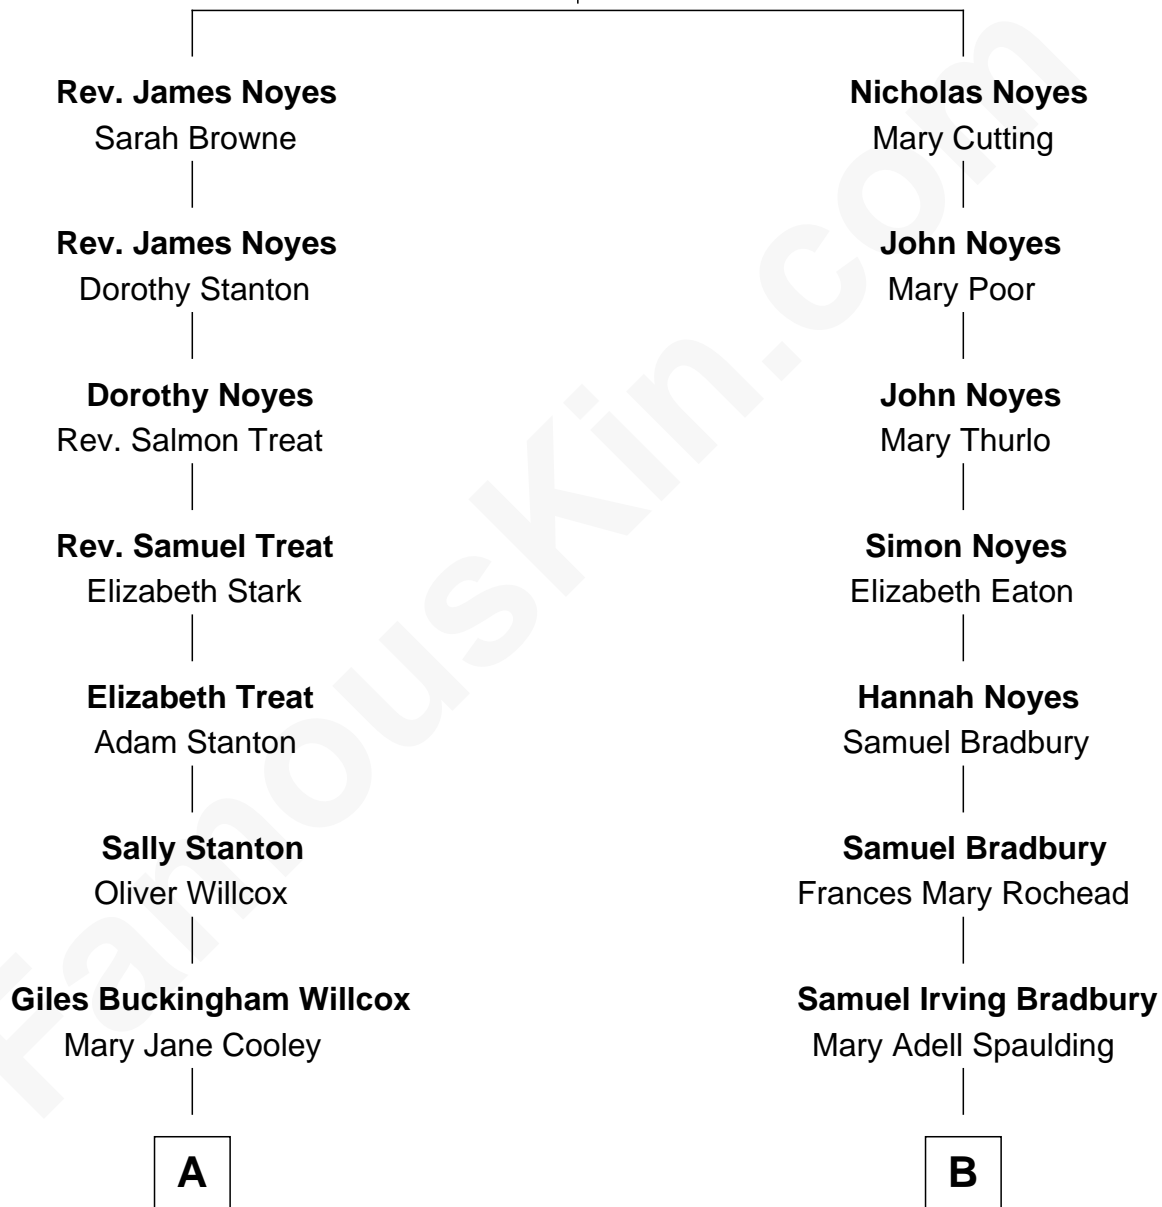 Rev. James Noyes
Sarah Browne
Rev. James Noyes
Dorothy Stanton
Dorothy Noyes
Rev. Salmon Treat
Rev. Samuel Treat
Elizabeth Stark
Elizabeth Treat
Adam Stanton
Sally Stanton
Oliver Willcox
Giles Buckingham Willcox
Mary Jane Cooley
A
Nicholas Noyes
Mary Cutting
John Noyes
Mary Poor
John Noyes
Mary Thurlo
Simon Noyes
Elizabeth Eaton
Hannah Noyes
Samuel Bradbury
Samuel Bradbury
Frances Mary Rochead
Samuel Irving Bradbury
Mary Adell Spaulding
B
FamousKin.com